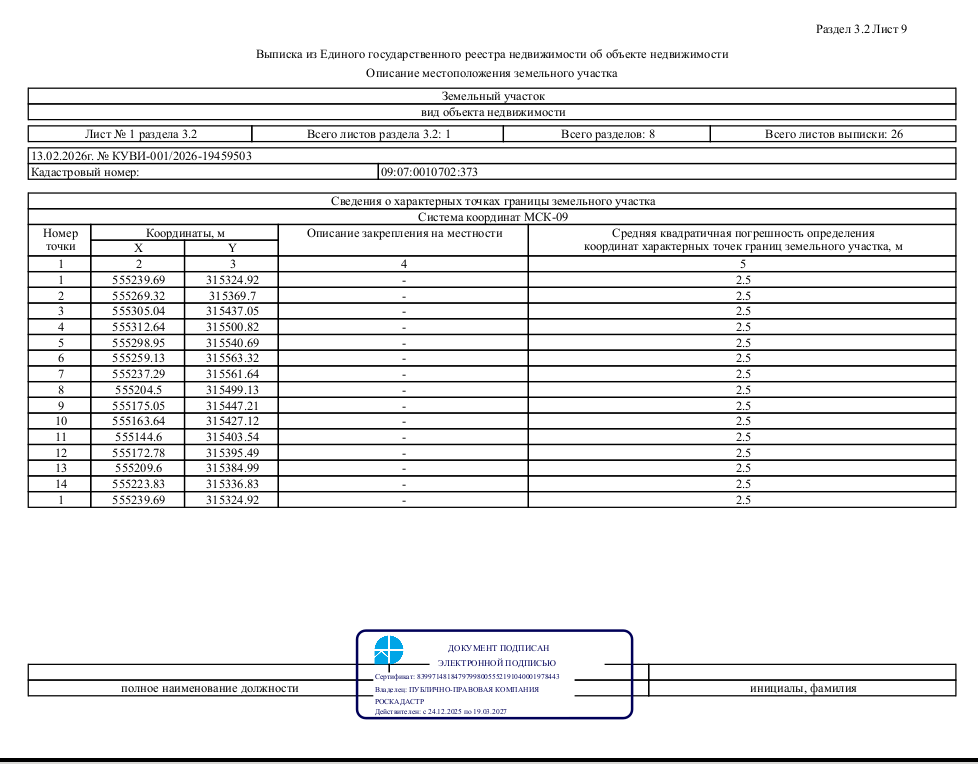 Раздел 3.2 Лист 9
Выписка из Единого государственного реестра недвижимости об объекте недвижимости
Описание местоположения земельного участка
Земельный участок
вид объекта недвижимости
Лист № 1 раздела 3.2 Всего листов раздела 3.2: 1 Всего разделов: 8 Всего листов выписки: 26
13.02.2026г. № КУВИ-001/2026-19459503
Кадастровый номер: 09:07:0010702:373
Сведения о характерных точках границы земельного участка
Система координат МСК-09
Номер точки Координаты, м Описание закрепления на местности Средняя квадратичная погрешность определения координат характерных точек границ земельного участка, м
X Y
1 2 3 4 5
1 555239.69 315324.92 - 2.5
2 555269.32 315369.7 - 2.5
3 555305.04 315437.05 - 2.5
4 555312.64 315500.82 - 2.5
5 555298.95 315540.69 - 2.5
6 555259.13 315563.32 - 2.5
7 555237.29 315561.64 - 2.5
8 555204.5 315499.13 - 2.5
9 555175.05 315447.21 - 2.5
10 555163.64 315427.12 - 2.5
11 555144.6 315403.54 - 2.5
12 555172.78 315395.49 - 2.5
13 555209.6 315384.99 - 2.5
14 555223.83 315336.83 - 2.5
1 555239.69 315324.92 - 2.5
ДОКУМЕНТ ПОДПИСАН
ЭЛЕКТРОННОЙ ПОДПИСЬЮ
Сертификат: 83997148184797998005552191040001978443
Владелец: ПУБЛИЧНО-ПРАВОВАЯ КОМПАНИЯ
РОСКАДАСТР
Действителен: с 24.12.2025 по 19.03.2027
полное наименование должности инициалы, фамилия